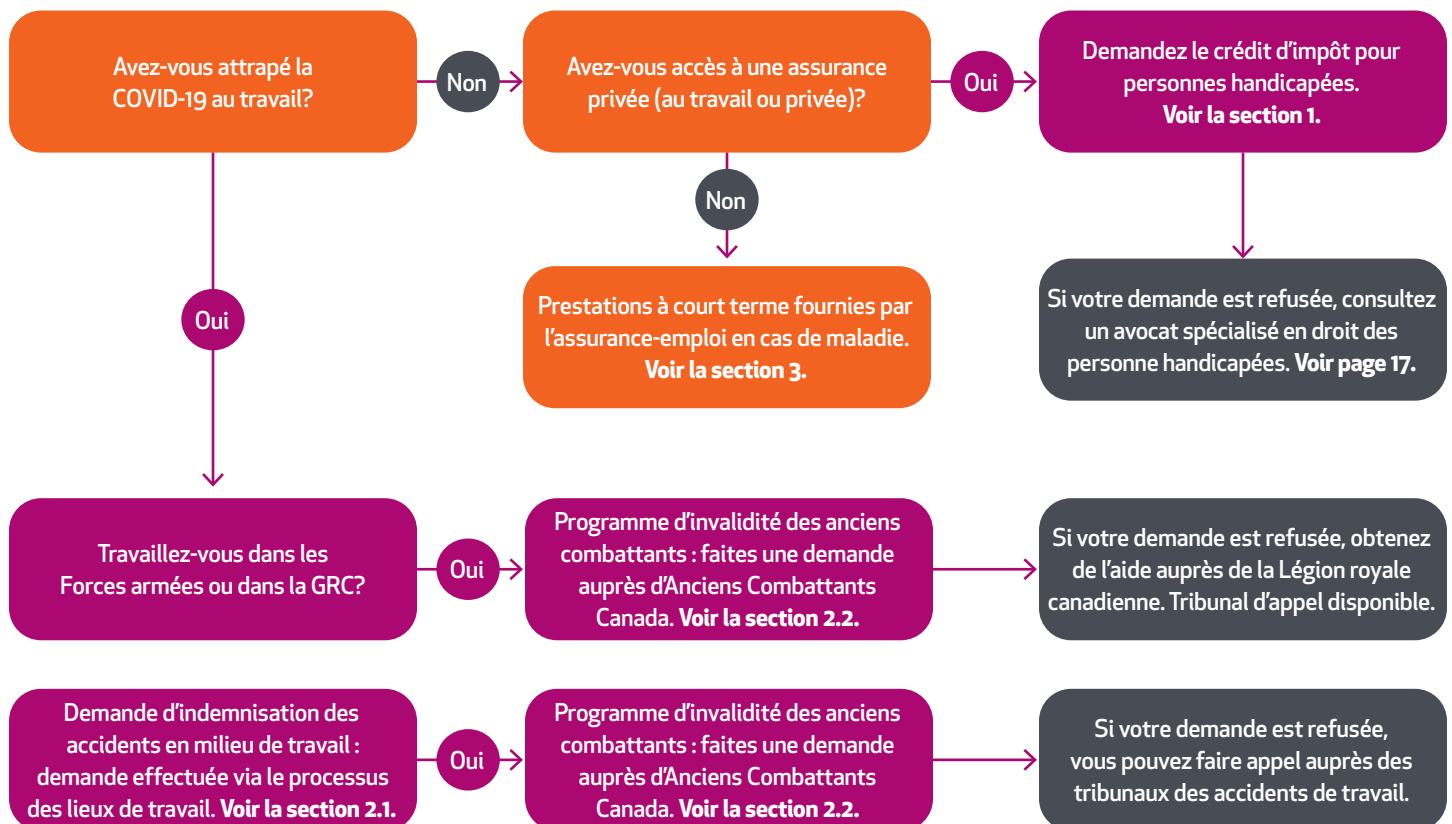 Avez-vous attrapé la
COVID-19 au travail?
Non
Avez-vous accès à une assurance
privée (au travail ou privée)?
Oui
Demandez le crédit d'impôt pour
personnes handicapées.
Voir la section 1.
Non
Oui
Prestations à court terme fournies par
l'assurance-emploi en cas de maladie.
Voir la section 3.
Si votre demande est refusée, consultez
un avocat spécialisé en droit des
personne handicapées. Voir page 17.
Travaillez-vous dans les
Forces armées ou dans la GRC?
Oui
Programme d'invalidité des anciens
combattants : faites une demande
auprès d'Anciens Combattants
Canada. Voir la section 2.2.
Si votre demande est refusée, obtenez
de l'aide auprès de la Légion royale
canadienne. Tribunal d'appel disponible.
Demande d'indemnisation des
accidents en milieu de travail :
demande effectuée via le processus
des lieux de travail. Voir la section 2.1.
Oui
Programme d'invalidité des anciens
combattants : faites une demande
auprès d'Anciens Combattants
Canada. Voir la section 2.2.
Si votre demande est refusée,
vous pouvez faire appel auprès des
tribunaux des accidents de travail.